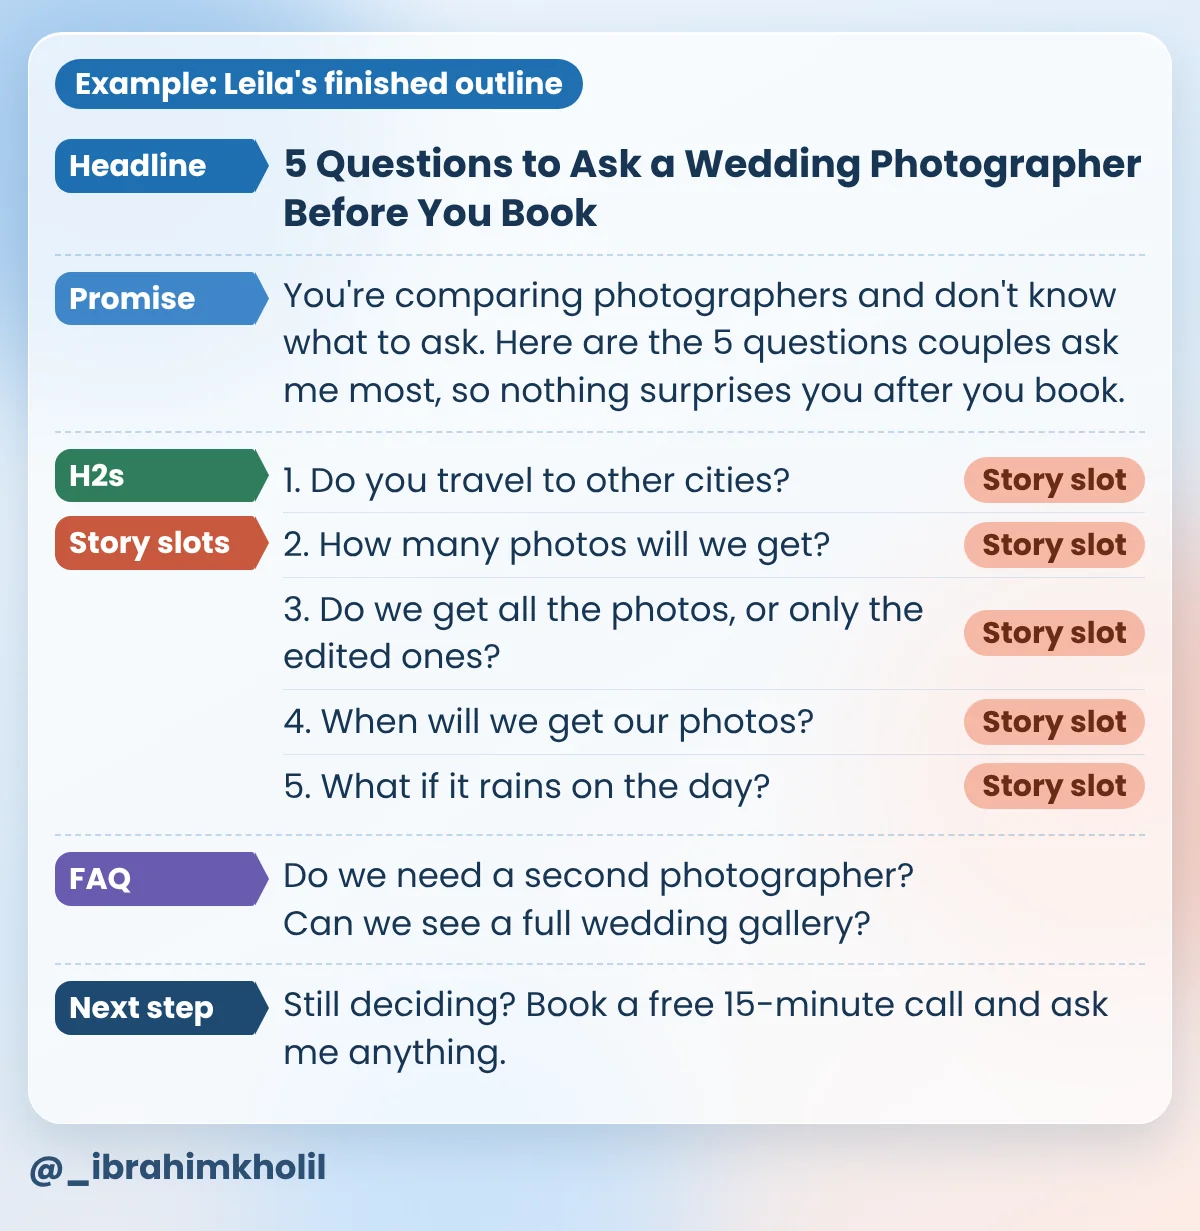 Example: Leila's finished outline
Headline
5 Questions to Ask a Wedding Photographer
Before You Book
Promise
You're comparing photographers and don't know
what to ask. Here are the 5 questions couples ask
me most, so nothing surprises you after you book.
H2s
1. Do you travel to other cities?
Story slot
Story slots
2. How many photos will we get?
Story slot
3. Do we get all the photos, or only the
edited ones?
Story slot
4. When will we get our photos?
Story slot
5. What if it rains on the day?
Story slot
FAQ
Do we need a second photographer?
Can we see a full wedding gallery?
Next step
Still deciding? Book a free 15-minute call and ask
me anything.
@_ibrahimkholil